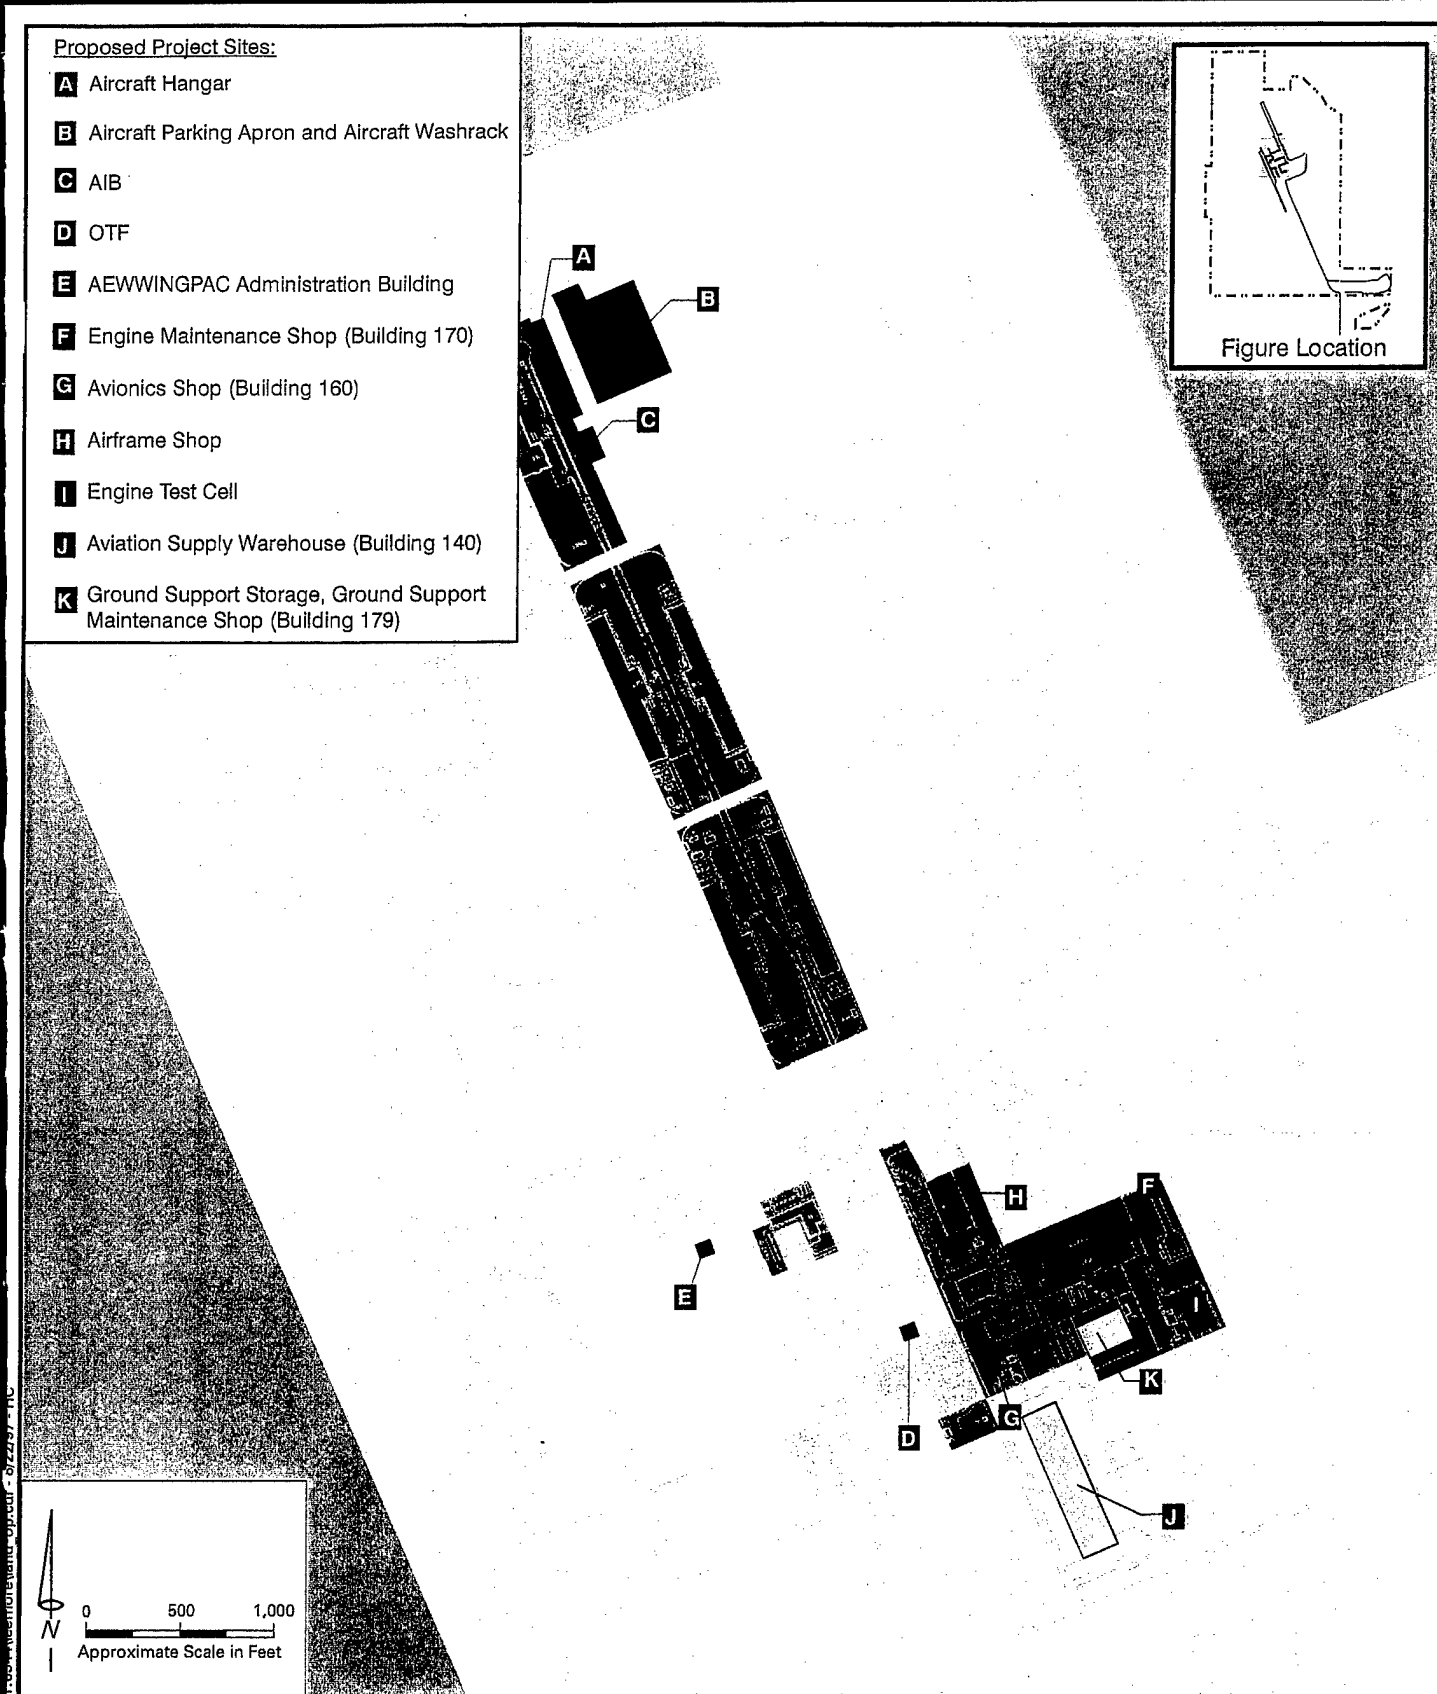 Proposed Project Sites:
A Aircraft Hangar
B Aircraft Parking Apron and Aircraft Washrack
C AIB
D OTF
E AEWWINGPAC Administration Building
F Engine Maintenance Shop (Building 170)
G Avionics Shop (Building 160)
H Airframe Shop
I Engine Test Cell
J Aviation Supply Warehouse (Building 140)
K Ground Support Storage, Ground Support
Maintenance Shop (Building 179)
Figure Location
A
B
C
F
H
E
I
D
K
G
J
0 500 1,000
N
Approximate Scale in Feet